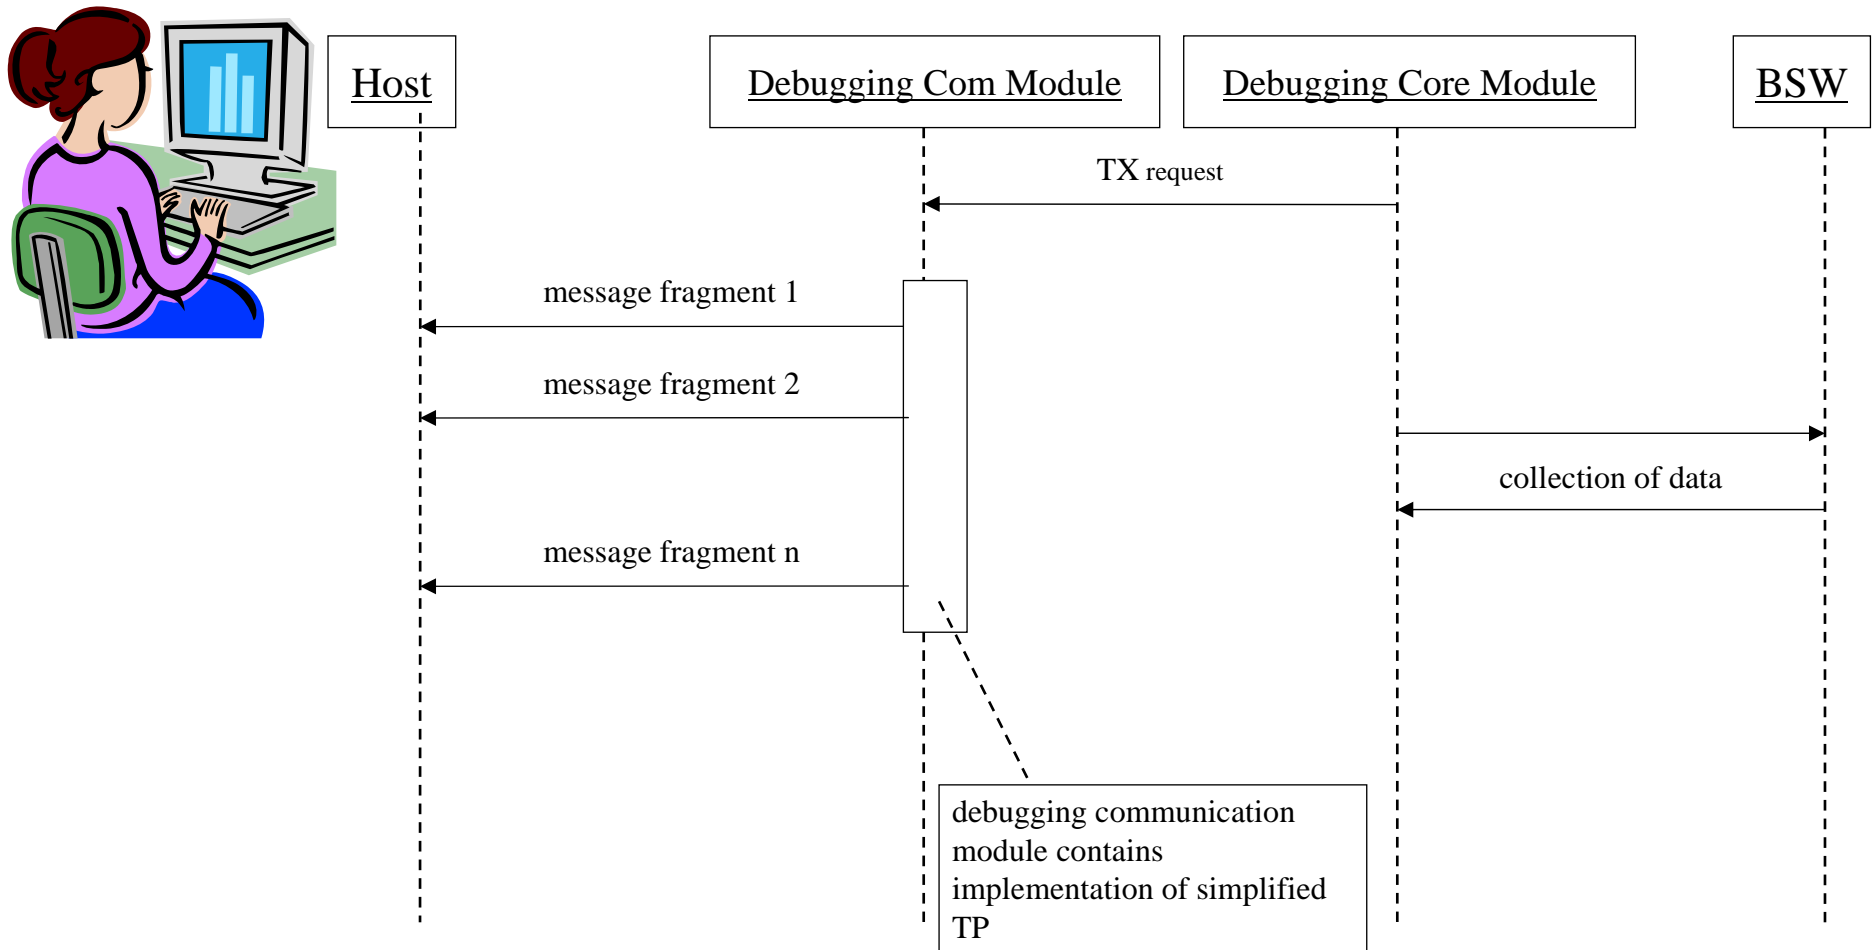 Host
Debugging Com Module
Debugging Core Module
BSW
TX request
message fragment 1
message fragment 2
collection of data
message fragment n
debugging communication
module contains
implementation of simplified
TP